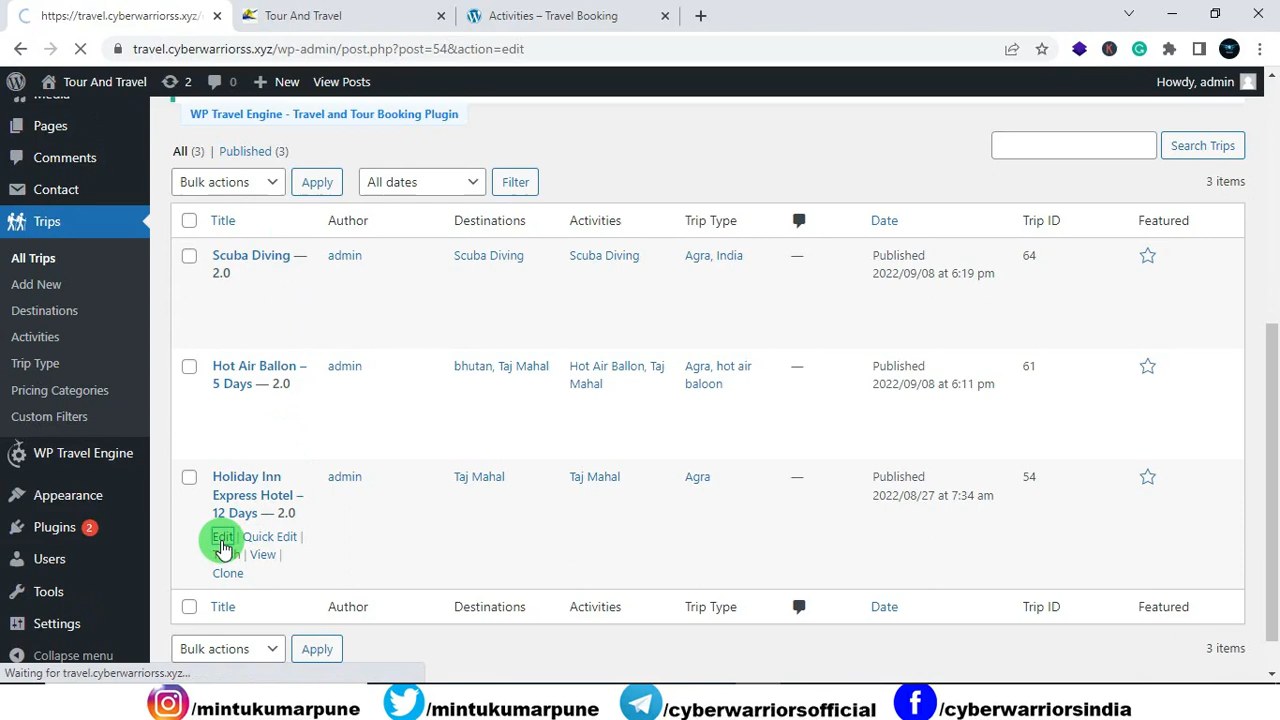 https://travel.cyberwarriorss.xyz/
Tour And Travel
Activities – Travel Booking
travel.cyberwarriorss.xyz/wp-admin/post.php?post=54&action=edit
Tour And Travel
2
0
New
View Posts
Howdy, admin
Media
Pages
Comments
Contact
Trips
All Trips
Add New
Destinations
Activities
Trip Type
Pricing Categories
Custom Filters
WP Travel Engine
Appearance
Plugins 2
Users
Tools
Settings
Collapse menu
WP Travel Engine - Travel and Tour Booking Plugin
All (3) | Published (3)
Search Trips
Bulk actions
Apply
All dates
Filter
3 items
Title
Author
Destinations
Activities
Trip Type
Date
Trip ID
Featured
Scuba Diving —
2.0
admin
Scuba Diving
Scuba Diving
Agra, India
—
Published
2022/09/08 at 6:19 pm
64
Hot Air Ballon –
5 Days — 2.0
admin
bhutan, Taj Mahal
Hot Air Ballon, Taj
Mahal
Agra, hot air
baloon
—
Published
2022/09/08 at 6:11 pm
61
Holiday Inn
Express Hotel –
12 Days — 2.0
Edit | Quick Edit |
View |
Clone
admin
Taj Mahal
Taj Mahal
Agra
—
Published
2022/08/27 at 7:34 am
54
Title
Author
Destinations
Activities
Trip Type
Date
Trip ID
Featured
Bulk actions
Apply
3 items
Waiting for travel.cyberwarriorss.xyz...
/mintukumarpune
/mintukumarpune
/cyberwarriorsofficial
/cyberwarriorsindia